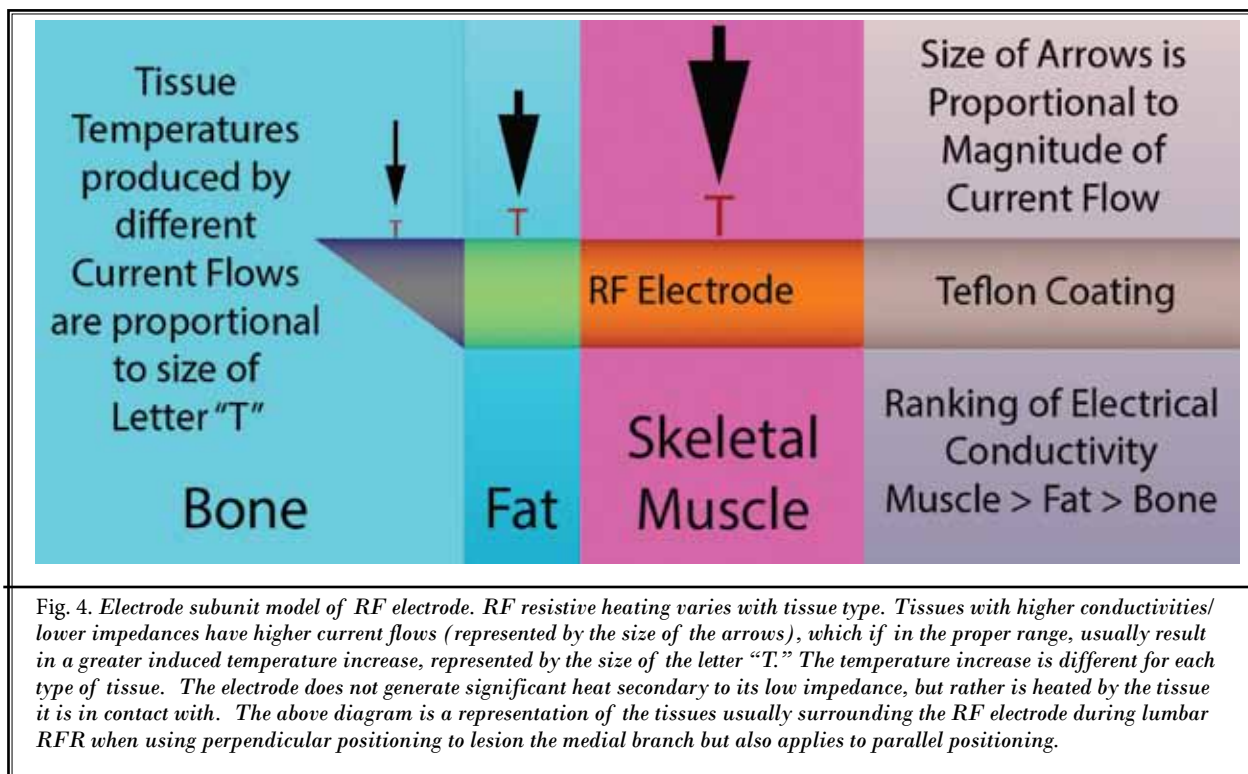 Tissue
Temperatures
produced by
different
Current Flows
are proportional
to size of
Letter "T"
Bone
T
T
T
Fat
RF Electrode
Skeletal
Muscle
Size of Arrows is
Proportional to
Magnitude of
Current Flow
Teflon Coating
Ranking of Electrical
Conductivity
Muscle > Fat > Bone
Fig. 4. Electrode subunit model of RF electrode. RF resistive heating varies with tissue type. Tissues with higher conductivities/
lower impedances have higher current flows (represented by the size of the arrows), which if in the proper range, usually result
in a greater induced temperature increase, represented by the size of the letter “T.” The temperature increase is different for each
type of tissue. The electrode does not generate significant heat secondary to its low impedance, but rather is heated by the tissue
it is in contact with. The above diagram is a representation of the tissues usually surrounding the RF electrode during lumbar
RFR when using perpendicular positioning to lesion the medial branch but also applies to parallel positioning.